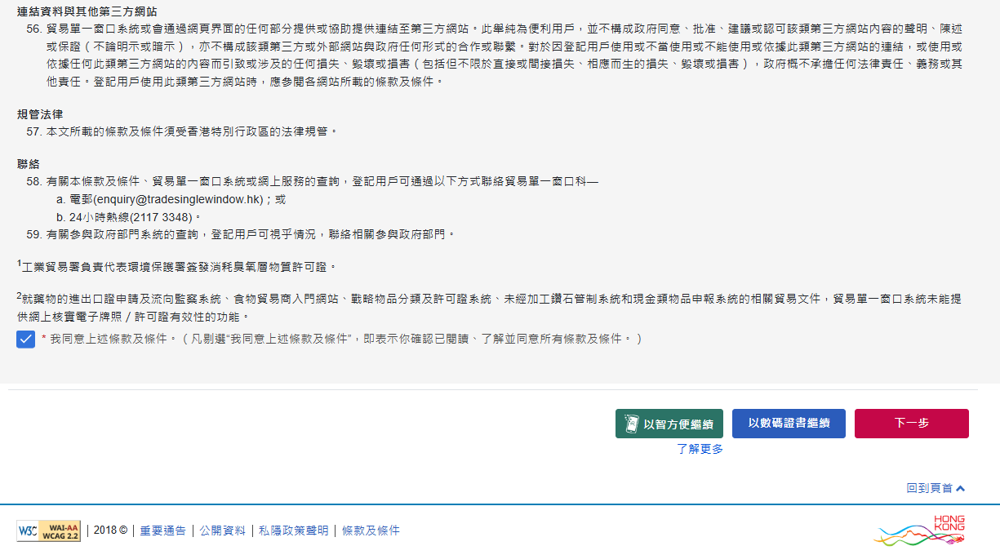 連結資料與其他第三方網站
56. 貿易單一窗口系統或會通過網頁界面的任何部分提供或協助提供連結至第三方網站。此舉純為便利用戶，並不構成政府同意、批准、建議或認可該類第三方網站內容的聲明、陳述
或保證（不論明示或暗示），亦不構成該類第三方或外部網站與政府任何形式的合作或聯繫。對於因登記用戶使用或不當使用或不能使用或依據此類第三方網站的連結，或使用或
依據任何此類第三方網站的內容而引致或涉及的任何損失、毀壞或損害（包括但不限於直接或間接損失、相應而生的損失、毀壞或損害），政府概不承擔任何法律責任、義務或其
他責任。登記用戶使用此類第三方網站時，應參閱各網站所載的條款及條件。
規管法律
57. 本文所載的條款及條件須受香港特別行政區的法律規管。
聯絡
58. 有關本條款及條件、貿易單一窗口系統或網上服務的查詢，登記用戶可通過以下方式聯絡貿易單一窗口科—
a. 電郵(enquiry@tradesinglewindow.hk)；或
b. 24小時熱線(2117 3348)。
59. 有關參與政府部門系統的查詢，登記用戶可視乎情況，聯絡相關參與政府部門。
1工業貿易署負責代表環境保護署簽發消耗臭氧層物質許可證。
2就藥物的進出口證申請及流向監察系統、食物貿易商入門網站、戰略物品分類及許可證系統、未經加工鑽石管制系統和現金類物品申報系統的相關貿易文件，貿易單一窗口系統未能提
供網上核實電子牌照／許可證有效性的功能。
* 我同意上述條款及條件。（凡剔選“我同意上述條款及條件”，即表示你確認已閱讀、了解並同意所有條款及條件。）
以智方便繼續
以數碼證書繼續
下一步
了解更多
回到頁首
W3C WAI-AA WCAG 2.2 | 2018 © | 重要通告 | 公開資料 | 私隱政策聲明 | 條款及條件
HONG
KONG